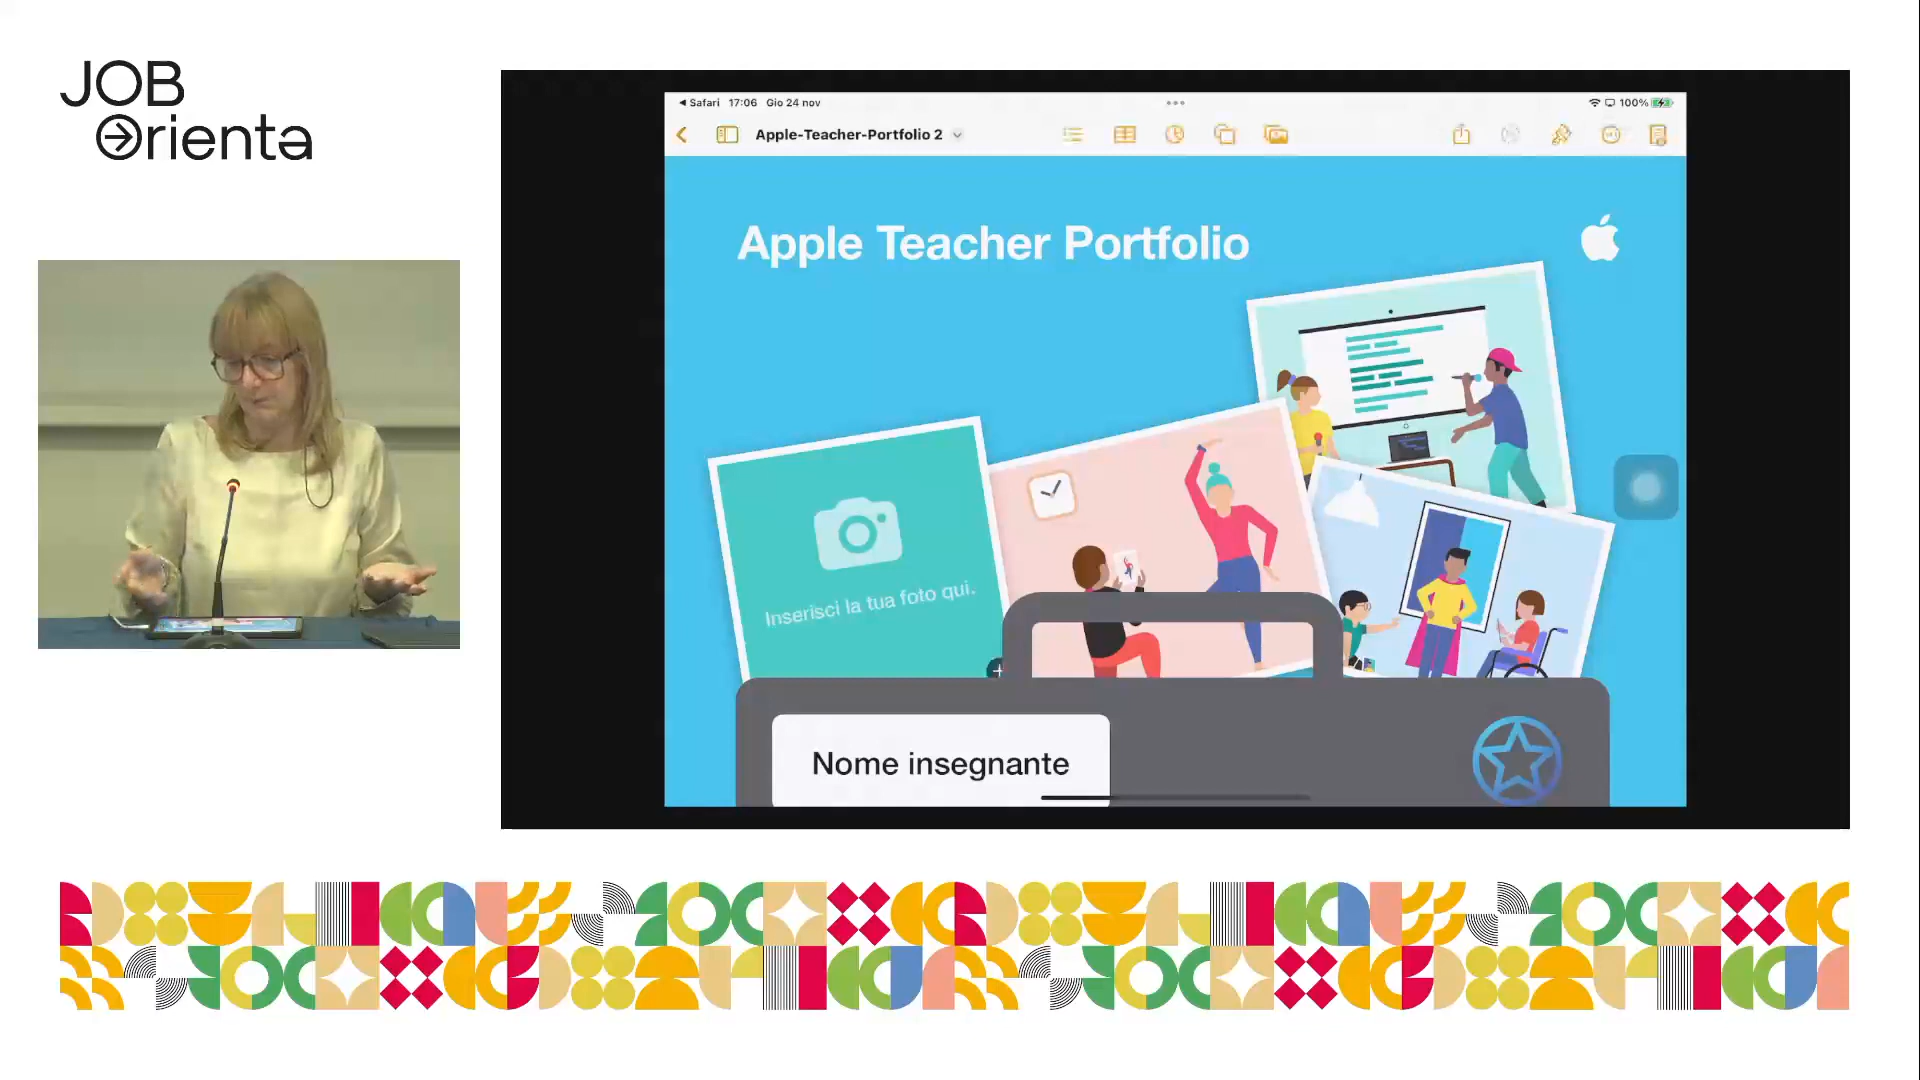 JOB
Orienta
Safari 17:06 Gio 24 nov
100%
Apple-Teacher-Portfolio 2
Apple Teacher Portfolio
Inserisci la tua foto qui.
Nome insegnante